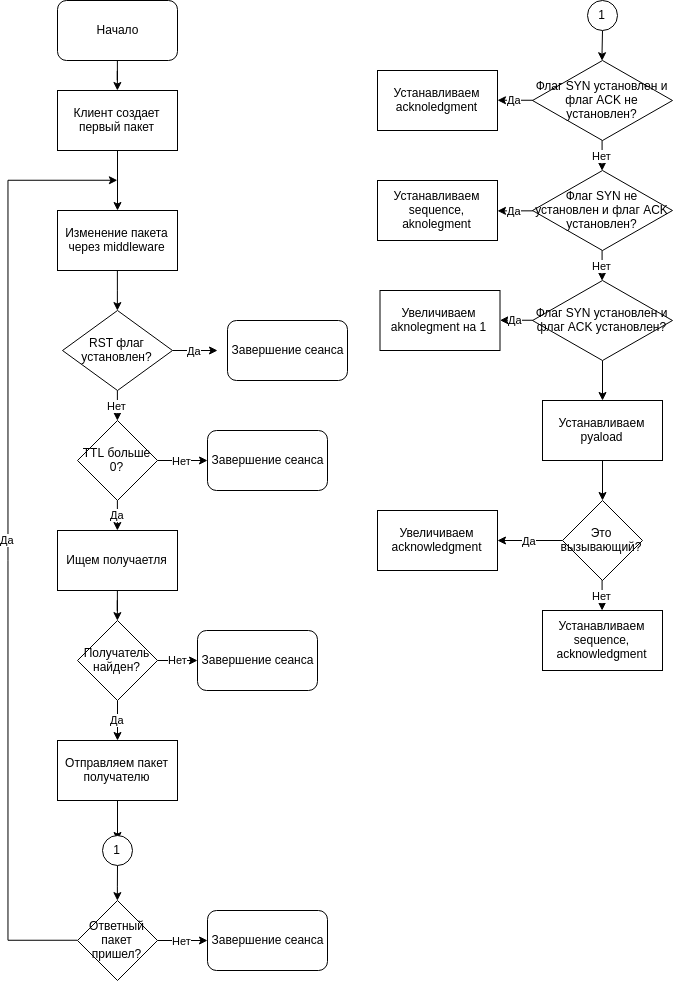 Начало
Клиент создает
первый пакет
Изменение пакета
через middleware
RST флаг
установлен?
Да
Завершение сеанса
Нет
TTL больше
0?
Нет
Завершение сеанса
Да
Ищем получаетля
Получатель
найден?
Нет
Завершение сеанса
Да
Отправляем пакет
получателю
1
Ответный
пакет
пришел?
Нет
Завершение сеанса
Да
1
Флаг SYN установлен и
флаг ACK не
установлен?
Да
Устанавливаем
acknoledgment
Нет
Флаг SYN не
установлен и флаг ACK
установлен?
Да
Устанавливаем
sequence,
aknolegment
Нет
Флаг SYN установлен и
флаг ACK установлен?
Да
Увеличиваем
aknolegment на 1
Устанавливаем
pyaload
Это
вызывающий?
Да
Увеличиваем
acknowledgment
Нет
Устанавливаем
sequence,
acknowledgment